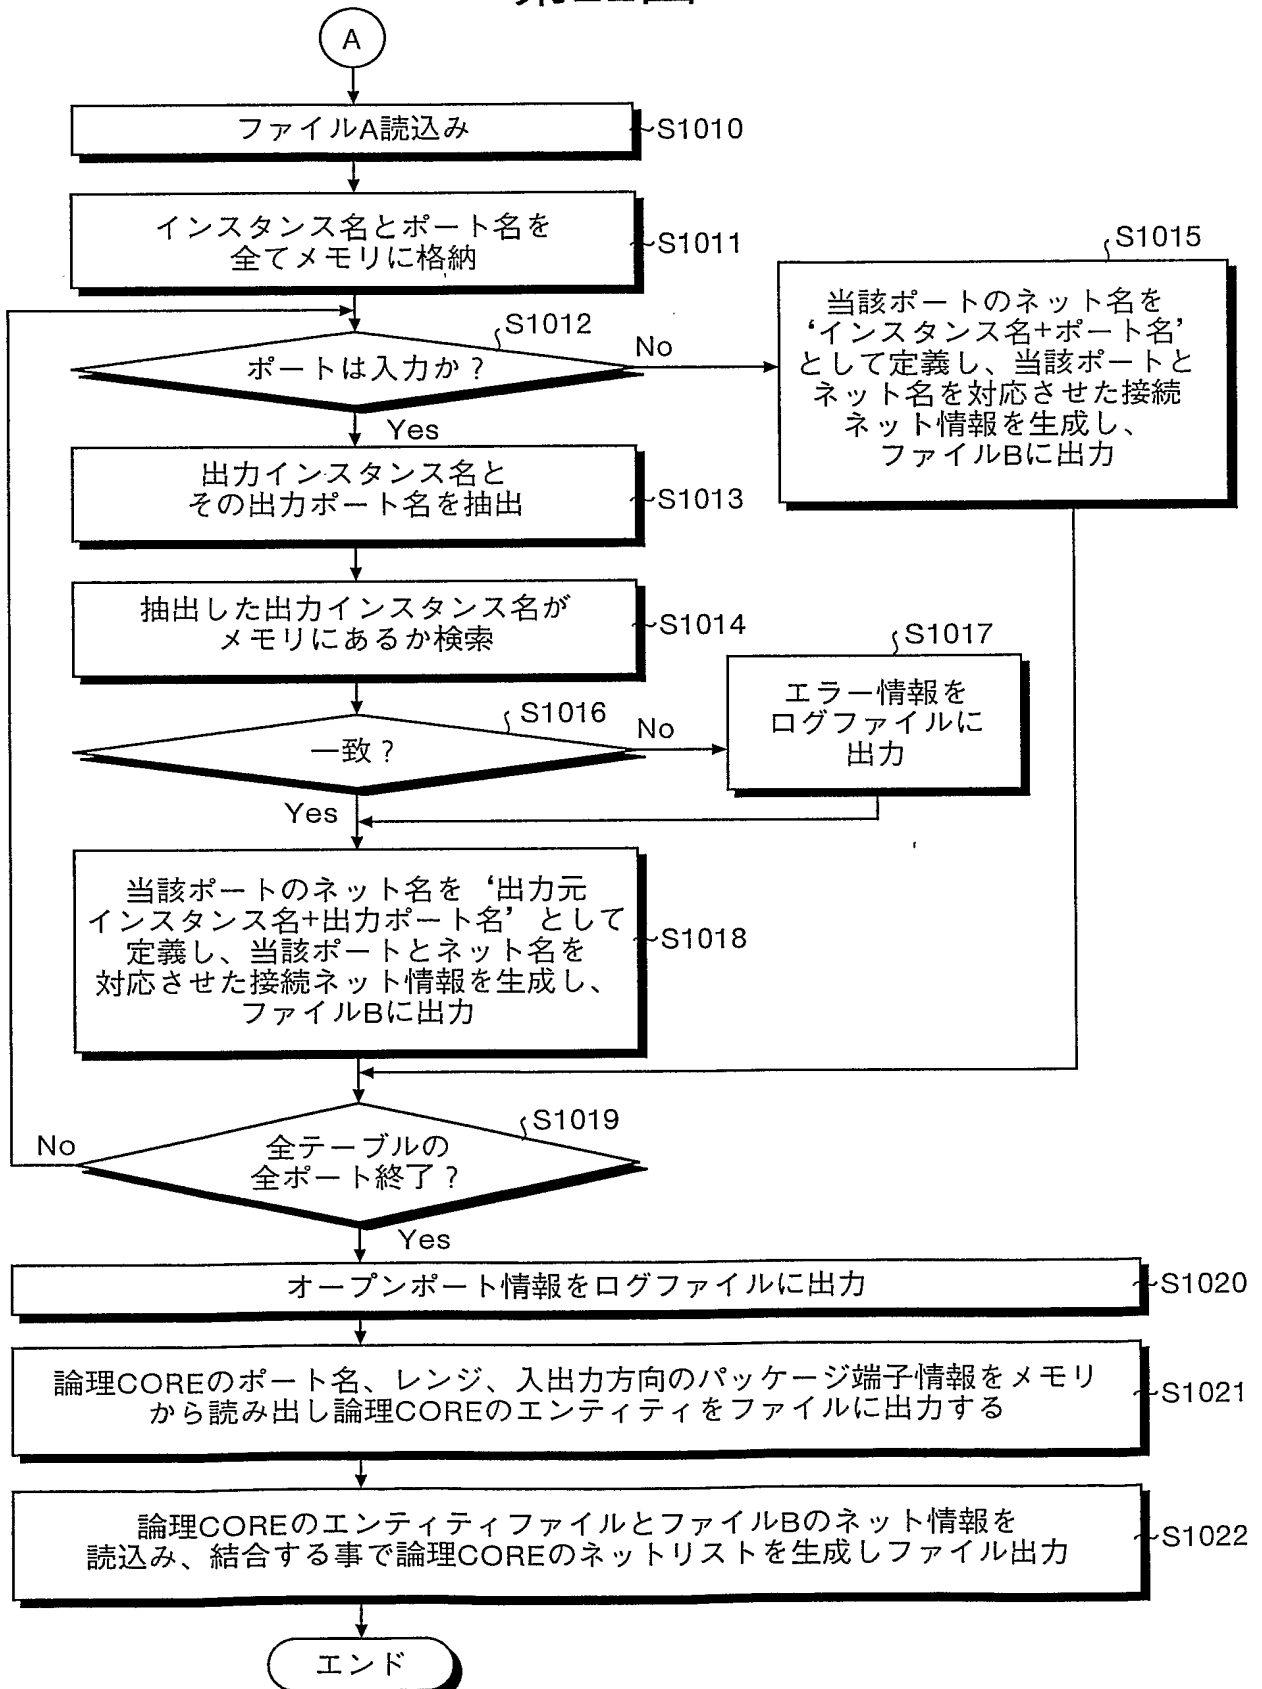 A
ファイルA読込み
S1010
インスタンス名とポート名を
全てメモリに格納
S1011
S1012
ポートは入力か？
No
Yes
S1015
当該ポートのネット名を
‘インスタンス名+ポート名’
として定義し、当該ポートと
ネット名を対応させた接続
ネット情報を生成し、
ファイルBに出力
出力インスタンス名と
その出力ポート名を抽出
S1013
抽出した出力インスタンス名が
メモリにあるか検索
S1014
S1016
一致？
No
Yes
S1017
エラー情報を
ログファイルに
出力
当該ポートのネット名を‘出力元
インスタンス名+出力ポート名’として
定義し、当該ポートとネット名を
対応させた接続ネット情報を生成し、
ファイルBに出力
S1018
S1019
全テーブルの
全ポート終了？
No
Yes
オープンポート情報をログファイルに出力
S1020
論理COREのポート名、レンジ、入出力方向のパッケージ端子情報をメモリ
から読み出し論理COREのエンティティをファイルに出力する
S1021
論理COREのエンティティファイルとファイルBのネット情報を
読込み、結合する事で論理COREのネットリストを生成しファイル出力
S1022
エンド